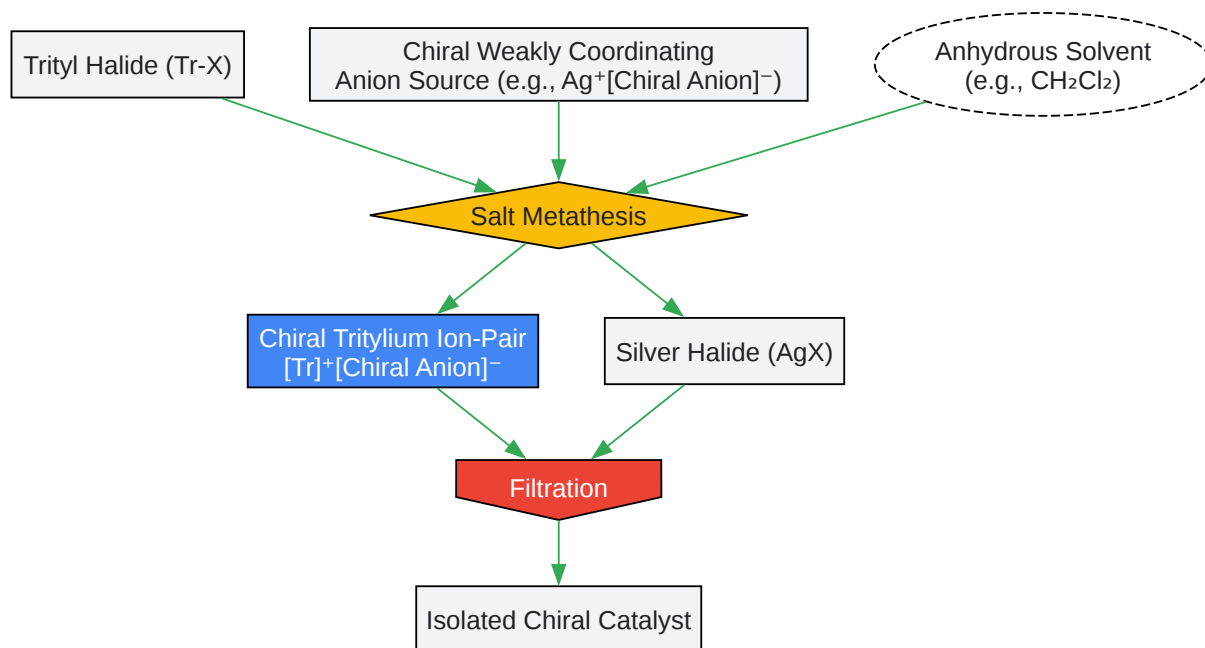 Trityl Halide (Tr-X)
Chiral Weakly Coordinating
Anion Source (e.g., Ag⁺[Chiral Anion]⁻)
Anhydrous Solvent
(e.g., CH₂Cl₂)
Salt Metathesis
Chiral Tritylium Ion-Pair
[Tr]⁺[Chiral Anion]⁻
Silver Halide (AgX)
Filtration
Isolated Chiral Catalyst